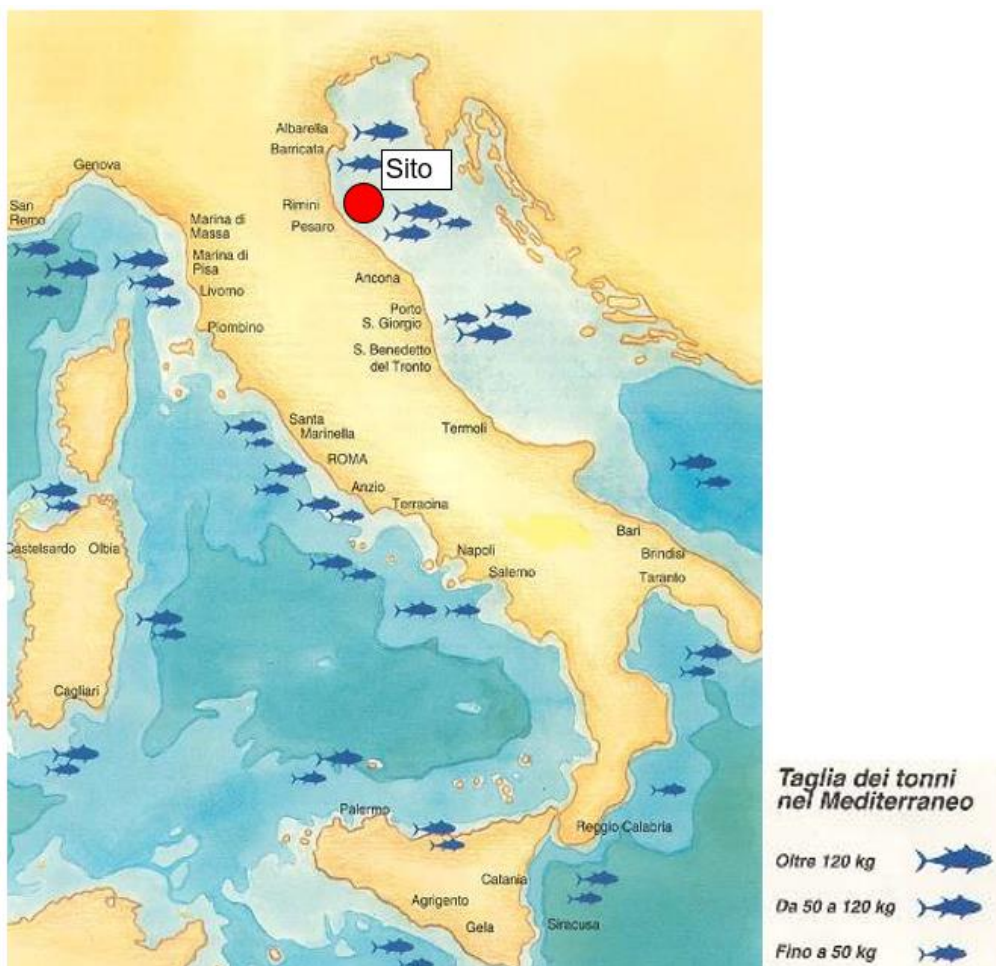 Albarella
Barricata
Sito
Genova
San
Remo
Rimini
Pesaro
Marina di
Massa
Marina di
Pisa
Livorno
Piombino
Ancona
Porto
S. Giorgio
S. Benedetto
del Tronto
Santa
Marinella
ROMA
Anzio
Terracina
Termoli
Castelsardo
Olbia
Napoli
Salerno
Bari
Brindisi
Taranto
Cagliari
Palermo
Reggio Calabria
Catania
Agrigento
Gela
Siracusa
Taglia dei tonni
nel Mediterraneo
Oltre 120 kg
Da 50 a 120 kg
Fino a 50 kg